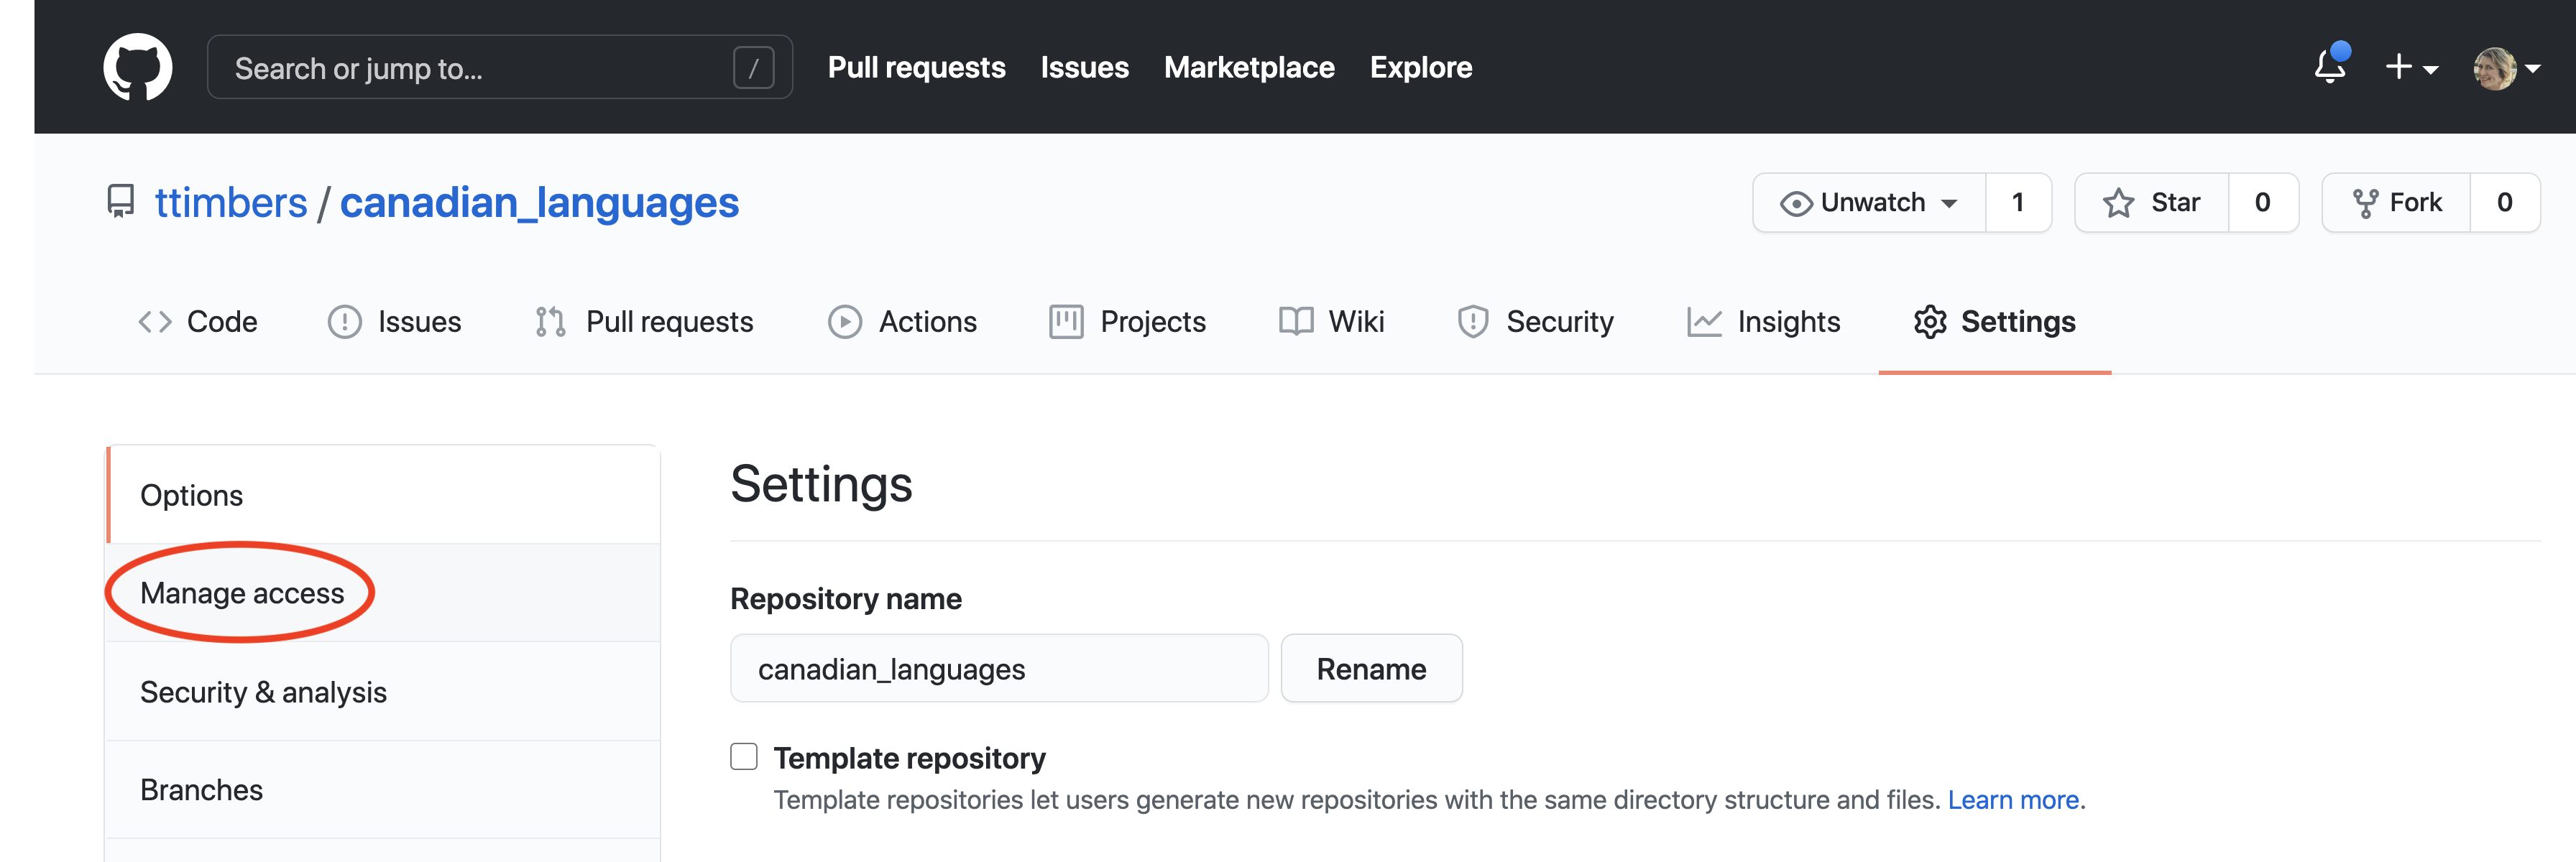 Search or jump to... / Pull requests Issues Marketplace Explore
ttimbers / canadian_languages Unwatch 1 Star 0 Fork 0
Code Issues Pull requests Actions Projects Wiki Security Insights Settings
Options
Manage access
Security & analysis
Branches
Settings
Repository name
canadian_languages Rename
Template repository
Template repositories let users generate new repositories with the same directory structure and files. Learn more.